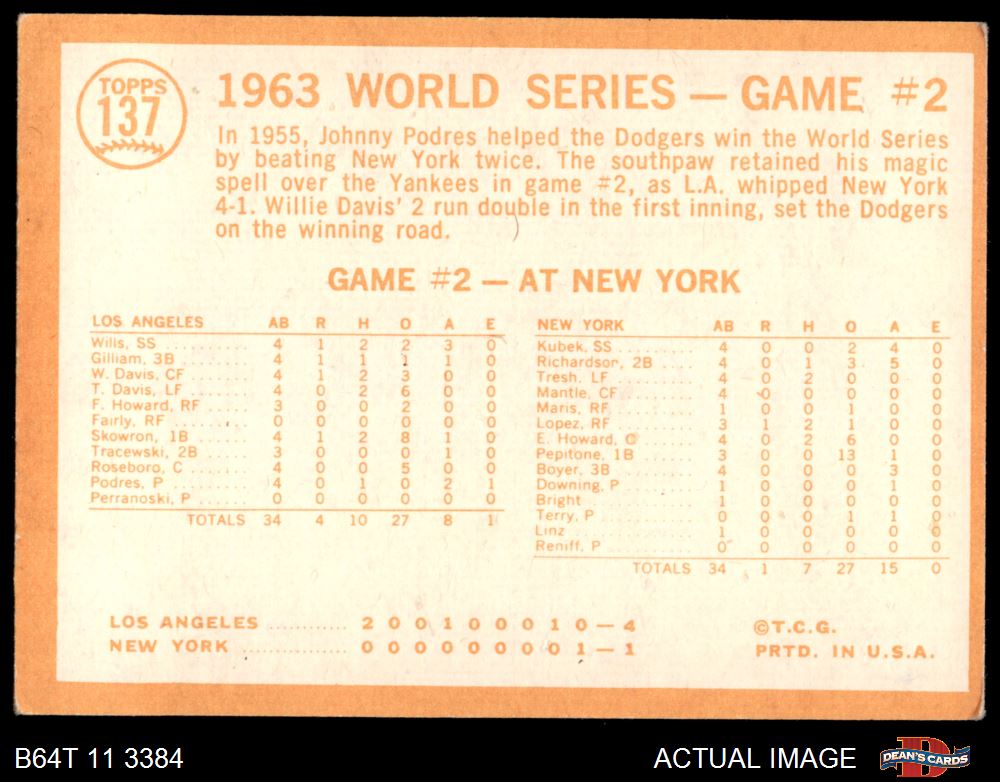 TOPPS
137
1963 WORLD SERIES — GAME #2
In 1955, Johnny Podres helped the Dodgers win the World Series
by beating New York twice. The southpaw retained his magic
spell over the Yankees in game #2, as L.A. whipped New York
4-1. Willie Davis' 2 run double in the first inning, set the Dodgers
on the winning road.
GAME #2 — AT NEW YORK
LOS ANGELES AB R H O A E
Wills, SS 4 1 2 2 3 0
Gilliam, 3B 4 1 1 1 1 0
W. Davis, CF 4 1 2 3 0 0
T. Davis, LF 4 0 2 6 0 0
F. Howard, RF 3 0 0 2 0 0
Fairly, RF 0 0 0 0 0 0
Skowron, 1B 4 1 2 8 1 0
Tracewski, 2B 3 0 0 0 1 0
Roseboro, C 4 0 0 5 0 0
Podres, P 4 0 1 0 2 1
Perranoski, P 0 0 0 0 0 0
TOTALS 34 4 10 27 8 1
NEW YORK AB R H O A E
Kubek, SS 4 0 0 2 4 0
Richardson, 2B 4 0 1 3 5 0
Tresh, LF 4 0 2 0 0 0
Mantle, CF 4 0 0 0 0 0
Maris, RF 1 0 0 1 0 0
Lopez, RF 3 1 2 1 0 0
E. Howard, C 4 0 2 6 0 0
Pepitone, 1B 3 0 0 13 1 0
Boyer, 3B 4 0 0 0 3 0
Downing, P 1 0 0 0 1 0
Bright 1 0 0 0 0 0
Terry, P 0 0 0 1 1 0
Linz 1 0 0 0 0 0
Reniff, P 0 0 0 0 0 0
TOTALS 34 1 7 27 15 0
LOS ANGELES 2 0 0 1 0 0 0 1 0 — 4
NEW YORK 0 0 0 0 0 0 0 0 1 — 1
©T.C.G.
PRTD. IN U.S.A.
B64T 11 3384
ACTUAL IMAGE
D
DEAN'S CARDS